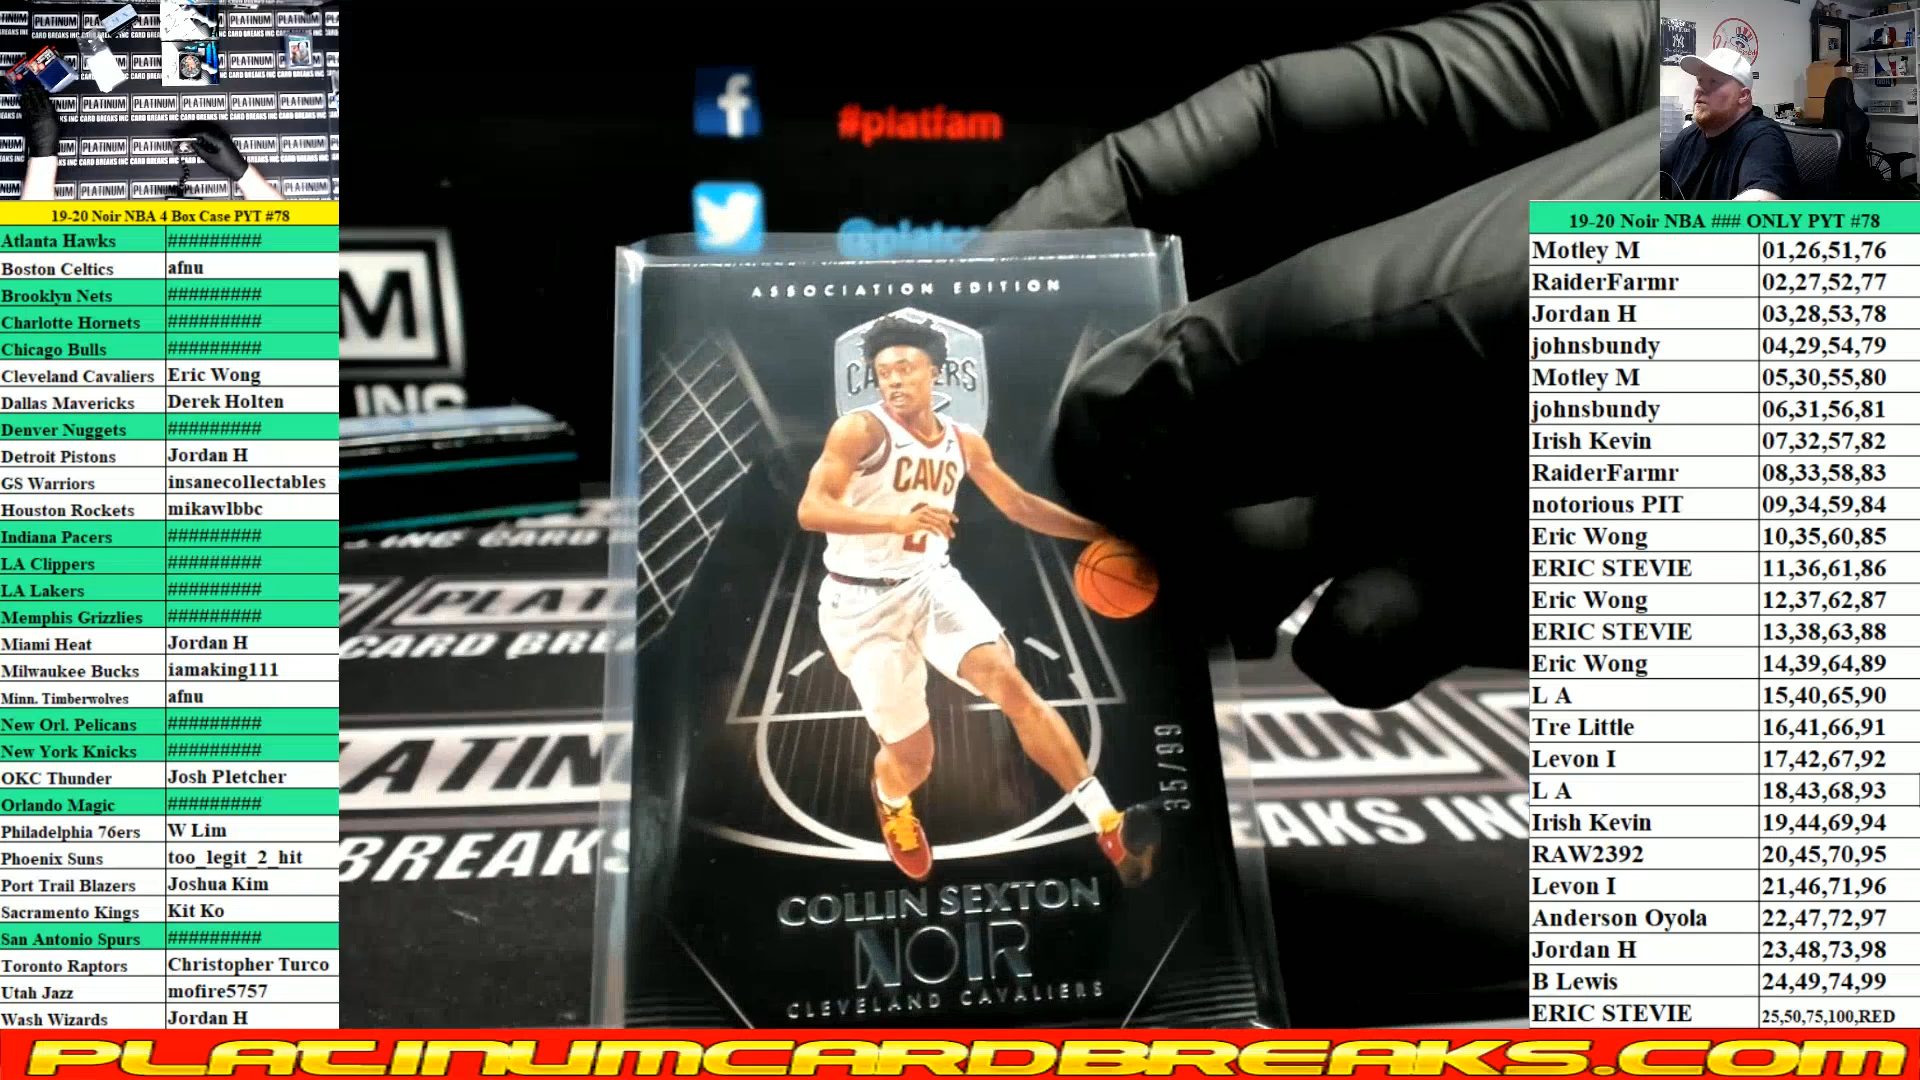 19-20 Noir NBA 4 Box Case PYT #78
Atlanta Hawks #########
Boston Celtics afnu
Brooklyn Nets #########
Charlotte Hornets #########
Chicago Bulls #########
Cleveland Cavaliers Eric Wong
Dallas Mavericks Derek Holten
Denver Nuggets #########
Detroit Pistons Jordan H
GS Warriors insanecollectables
Houston Rockets mikawlbbc
Indiana Pacers #########
LA Clippers #########
LA Lakers #########
Memphis Grizzlies #########
Miami Heat Jordan H
Milwaukee Bucks iamaking111
Minn. Timberwolves afnu
New Orl. Pelicans #########
New York Knicks #########
OKC Thunder Josh Pletcher
Orlando Magic #########
Philadelphia 76ers W Lim
Phoenix Suns too_legit_2_hit
Port Trail Blazers Joshua Kim
Sacramento Kings Kit Ko
San Antonio Spurs #########
Toronto Raptors Christopher Turco
Utah Jazz mofire5757
Wash Wizards Jordan H
#platfam
ASSOCIATION EDITION
CAVS
35/99
COLLIN SEXTON
NOIR
CLEVELAND CAVALIERS
19-20 Noir NBA ### ONLY PYT #78
Motley M 01,26,51,76
RaiderFarmr 02,27,52,77
Jordan H 03,28,53,78
johnsbundy 04,29,54,79
Motley M 05,30,55,80
johnsbundy 06,31,56,81
Irish Kevin 07,32,57,82
RaiderFarmr 08,33,58,83
notorious PIT 09,34,59,84
Eric Wong 10,35,60,85
ERIC STEVIE 11,36,61,86
Eric Wong 12,37,62,87
ERIC STEVIE 13,38,63,88
Eric Wong 14,39,64,89
L A 15,40,65,90
Tre Little 16,41,66,91
Levon I 17,42,67,92
L A 18,43,68,93
Irish Kevin 19,44,69,94
RAW2392 20,45,70,95
Levon I 21,46,71,96
Anderson Oyola 22,47,72,97
Jordan H 23,48,73,98
B Lewis 24,49,74,99
ERIC STEVIE 25,50,75,100,RED
PLATINUMCARDBREAKS.COM